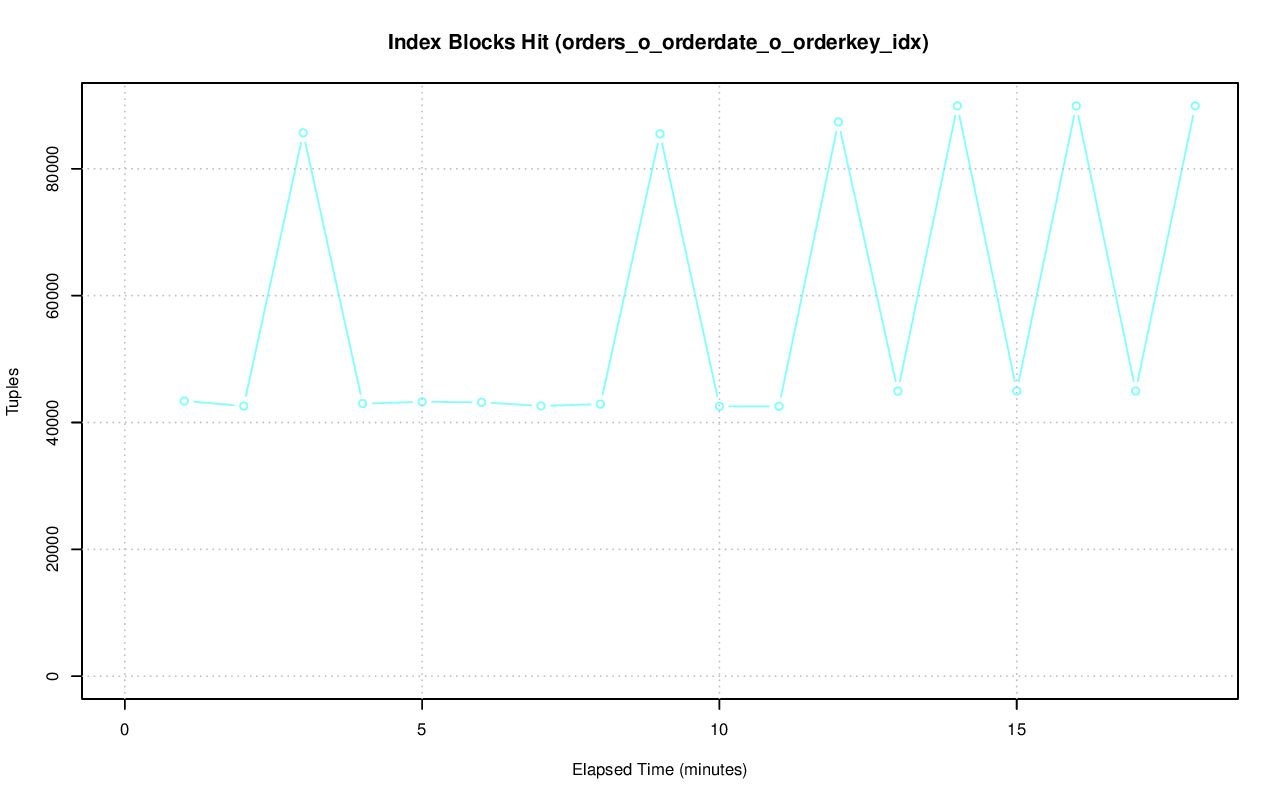 Index Blocks Hit (orders_o_orderdate_o_orderkey_idx)
Tuples
80000
60000
40000
20000
0
0 5 10 15
Elapsed Time (minutes)